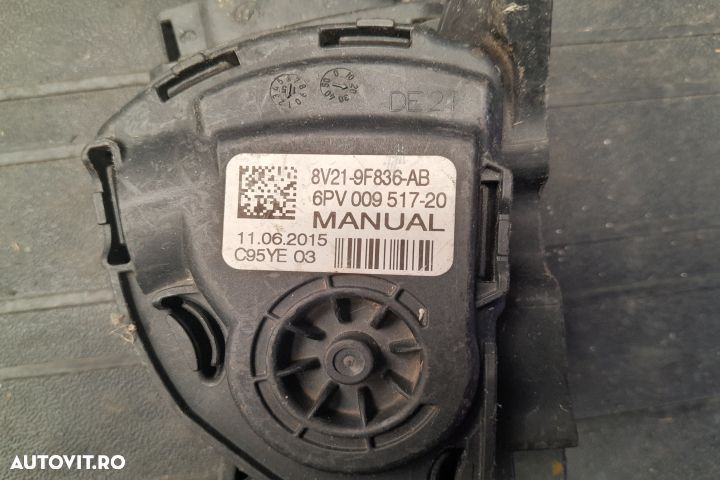 DE 24
8V21-9F836-AB
6PV 009 517-20
MANUAL
11.06.2015
C95YE 03
AUTOVIT.RO